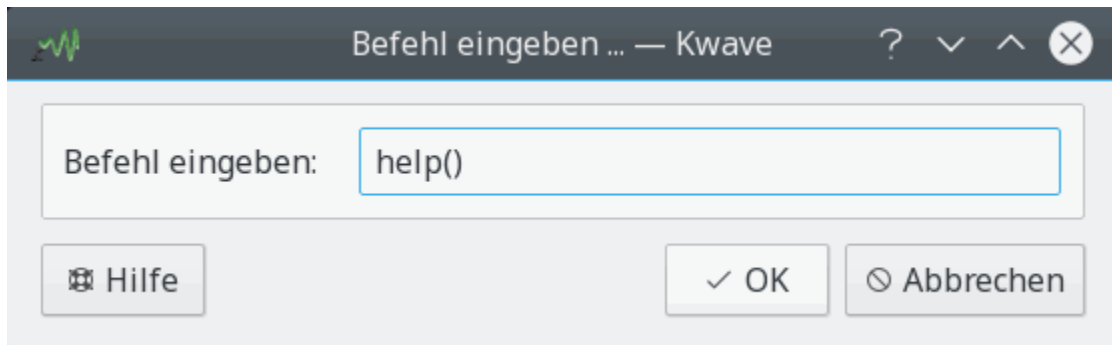 Befehl eingeben ... — Kwave
Befehl eingeben: help()
Hilfe OK Abbrechen